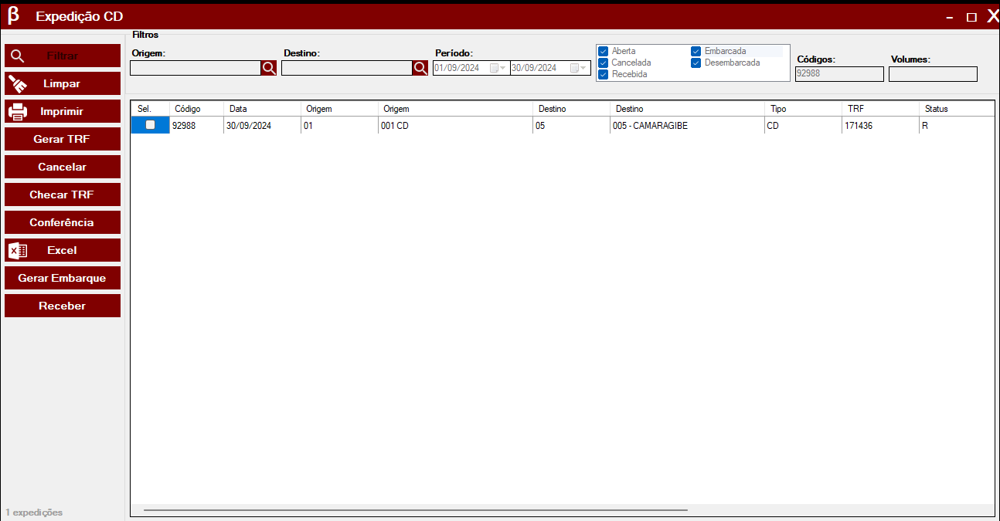 β Expedição CD
Filtros
Filtrar
Limpar
Imprimir
Gerar TRF
Cancelar
Checar TRF
Conferência
Excel
Gerar Embarque
Receber
1 expedições
Origem: Destino: Período:
01/09/2024 30/09/2024
Aberta Embarcada
Cancelada Desembarcada
Recebida
Códigos: Volumes:
92988
Sel. Código Data Origem Origem Destino Destino Tipo TRF Status
92988 30/09/2024 01 001 CD 05 005 - CAMARAGIBE CD 171436 R